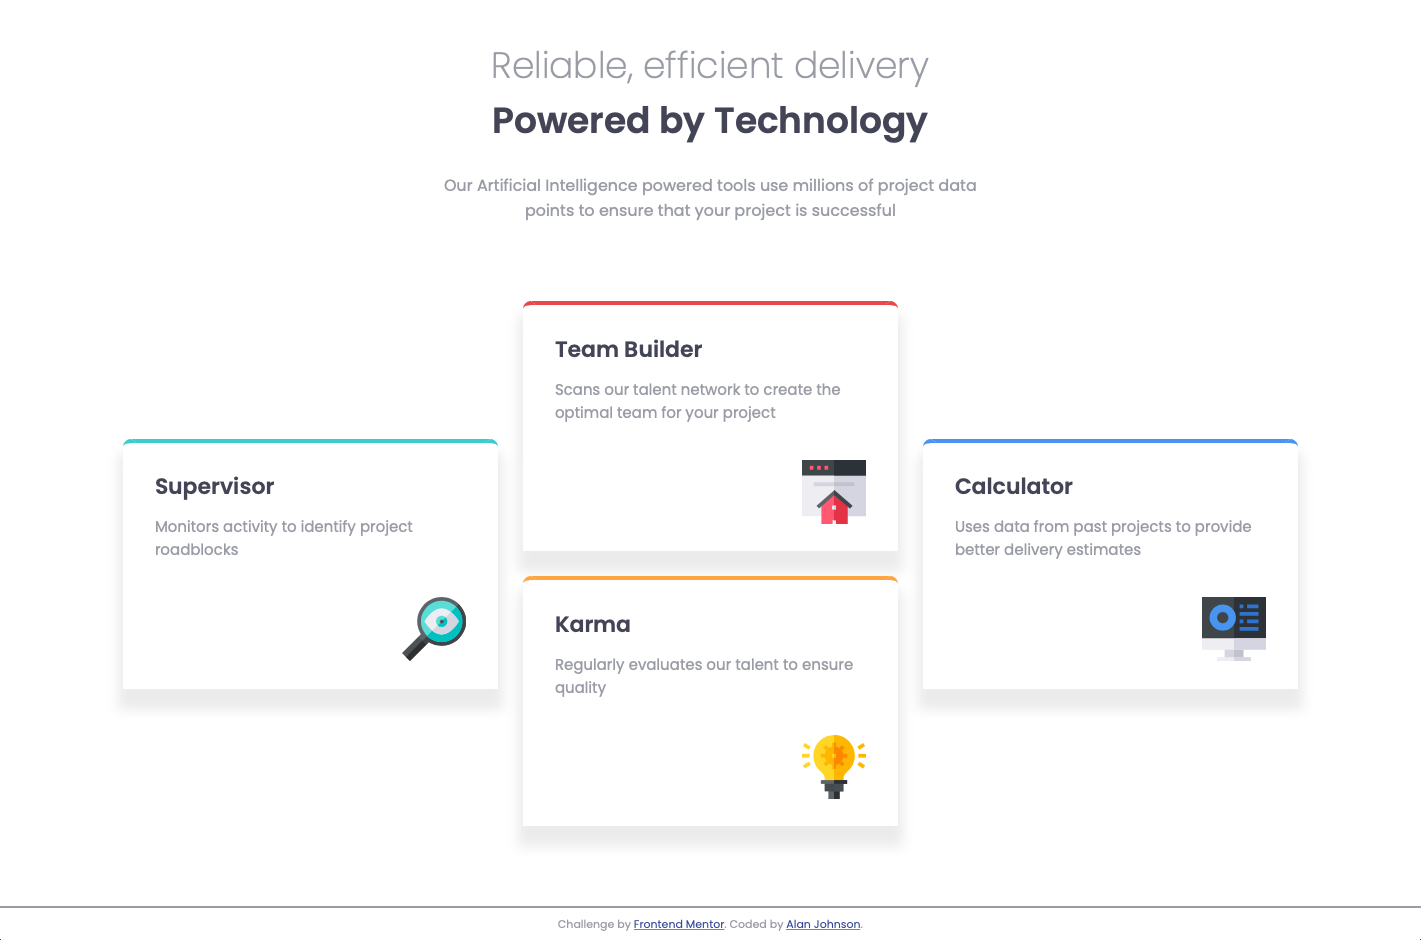 Reliable, efficient delivery
Powered by Technology
Our Artificial Intelligence powered tools use millions of project data
points to ensure that your project is successful
Supervisor
Monitors activity to identify project
roadblocks
Team Builder
Scans our talent network to create the
optimal team for your project
Karma
Regularly evaluates our talent to ensure
quality
Calculator
Uses data from past projects to provide
better delivery estimates
Challenge by Frontend Mentor. Coded by Alan Johnson.